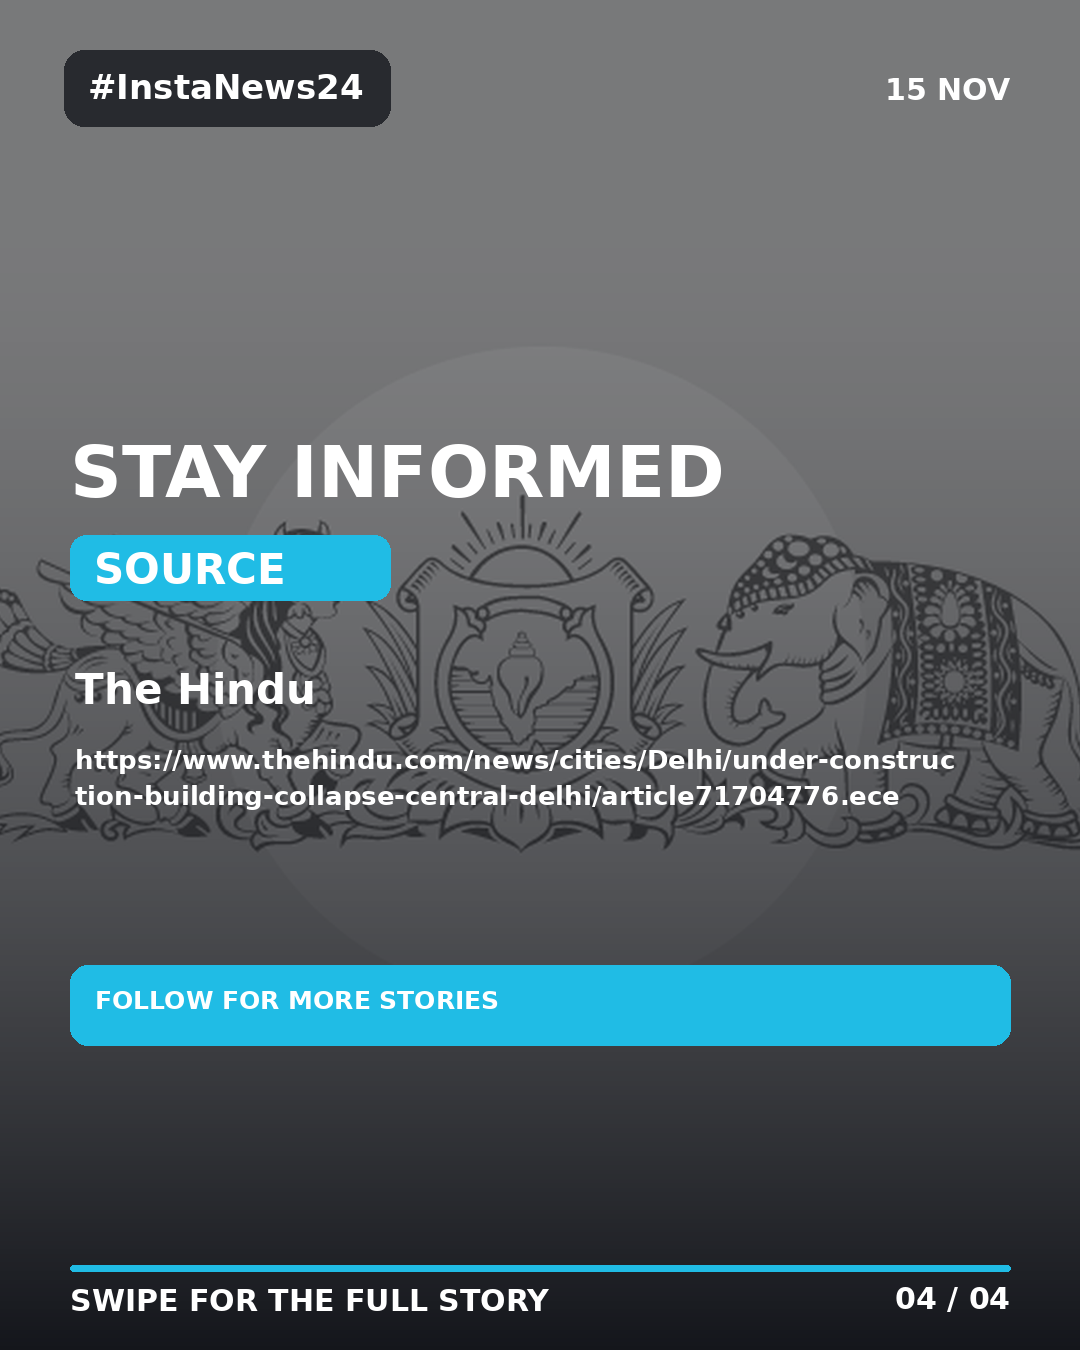 #InstaNews24
15 NOV
STAY INFORMED
SOURCE
The Hindu
https://www.thehindu.com/news/cities/Delhi/under-construc
tion-building-collapse-central-delhi/article71704776.ece
FOLLOW FOR MORE STORIES
SWIPE FOR THE FULL STORY
04 / 04